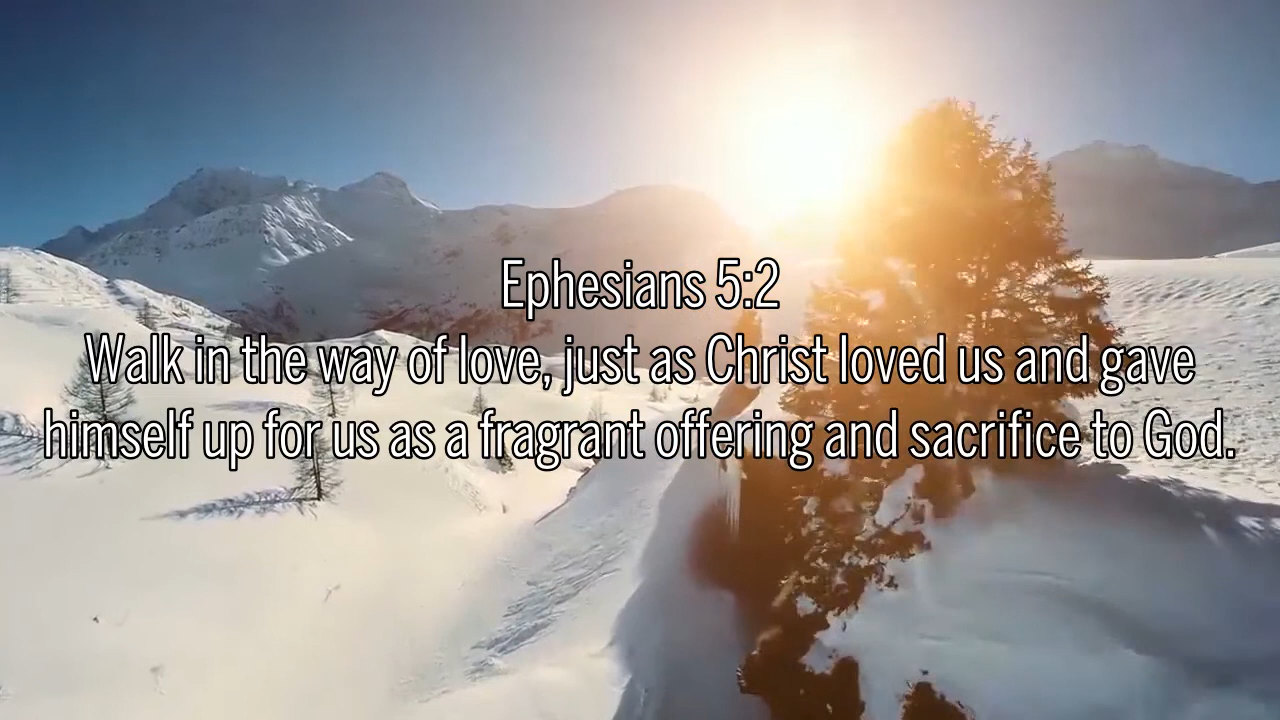 Ephesians 5:2
Walk in the way of love, just as Christ loved us and gave
himself up for us as a fragrant offering and sacrifice to God.